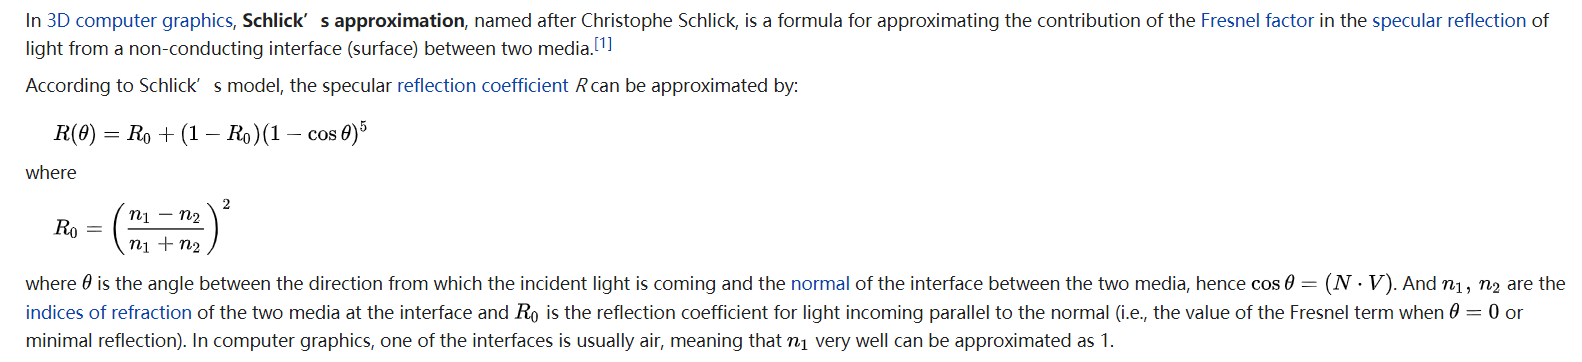 In 3D computer graphics, Schlick’s approximation, named after Christophe Schlick, is a formula for approximating the contribution of the Fresnel factor in the specular reflection of
light from a non-conducting interface (surface) between two media.[1]
According to Schlick’s model, the specular reflection coefficient R can be approximated by:
R(θ) = R₀ + (1 − R₀)(1 − cos θ)⁵
where
R₀ = ((n₁ − n₂)/(n₁ + n₂))²
where θ is the angle between the direction from which the incident light is coming and the normal of the interface between the two media, hence cos θ = (N · V). And n₁, n₂ are the
indices of refraction of the two media at the interface and R₀ is the reflection coefficient for light incoming parallel to the normal (i.e., the value of the Fresnel term when θ = 0 or
minimal reflection). In computer graphics, one of the interfaces is usually air, meaning that n₁ very well can be approximated as 1.